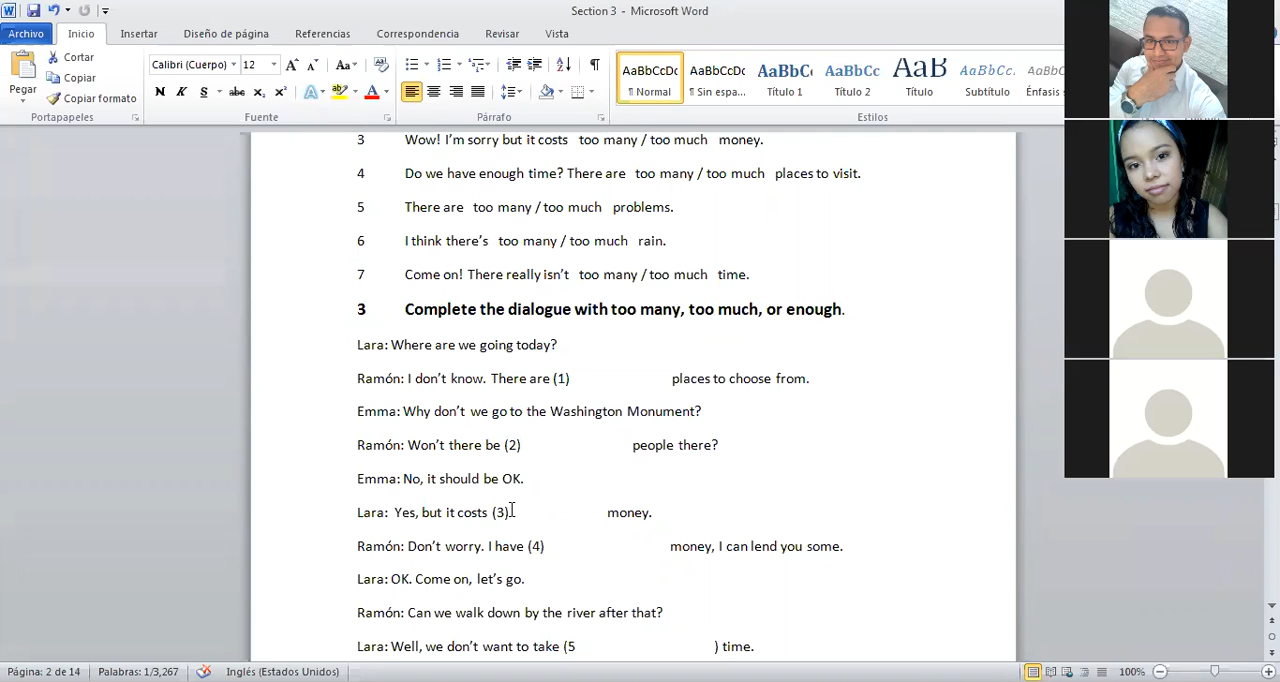 Section 3 - Microsoft Word
Archivo Inicio Insertar Diseño de página Referencias Correspondencia Revisar Vista
Cortar
Copiar
Copiar formato
Pegar
Portapapeles
Calibri (Cuerpo) 12
N K S abc x₂ x²
Fuente
Párrafo
AaBbCcDc AaBbCcDc AaBbC AaBbCc AaB AaBbCc. AaBbCc
¶ Normal ¶ Sin espa... Título 1 Título 2 Título Subtítulo Énfasis
Estilos
3 Wow! I’m sorry but it costs too many / too much money.
4 Do we have enough time? There are too many / too much places to visit.
5 There are too many / too much problems.
6 I think there’s too many / too much rain.
7 Come on! There really isn’t too many / too much time.
3 Complete the dialogue with too many, too much, or enough.
Lara: Where are we going today?
Ramón: I don’t know. There are (1) places to choose from.
Emma: Why don’t we go to the Washington Monument?
Ramón: Won’t there be (2) people there?
Emma: No, it should be OK.
Lara: Yes, but it costs (3) money.
Ramón: Don’t worry. I have (4) money, I can lend you some.
Lara: OK. Come on, let’s go.
Ramón: Can we walk down by the river after that?
Lara: Well, we don’t want to take (5 ) time.
Página: 2 de 14 Palabras: 1/3,267 Inglés (Estados Unidos) 100%